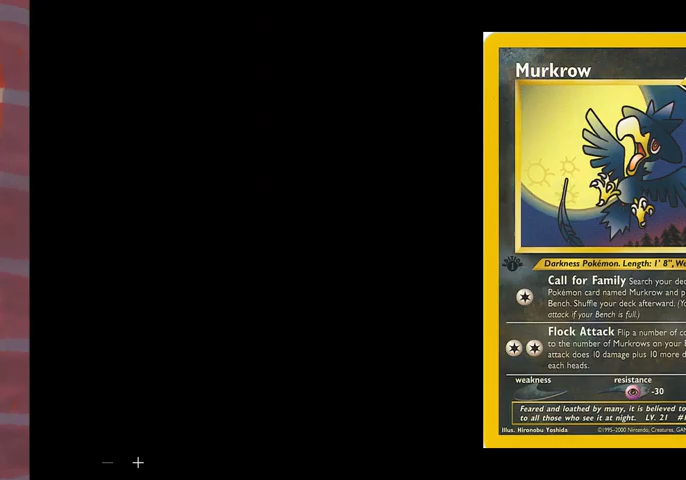 Murkrow
Darkness Pokémon. Length: 1' 8", We
Call for Family Search your dec
Pokémon card named Murkrow and p
Bench. Shuffle your deck afterward. (Yo
attack if your Bench is full.)
Flock Attack Flip a number of co
to the number of Murkrows on your B
attack does 10 damage plus 10 more d
each heads.
weakness resistance
-30
Feared and loathed by many, it is believed to
to all those who see it at night. LV. 21 #1
Illus. Hironobu Yoshida ©1995-2000 Nintendo, Creatures, GAM